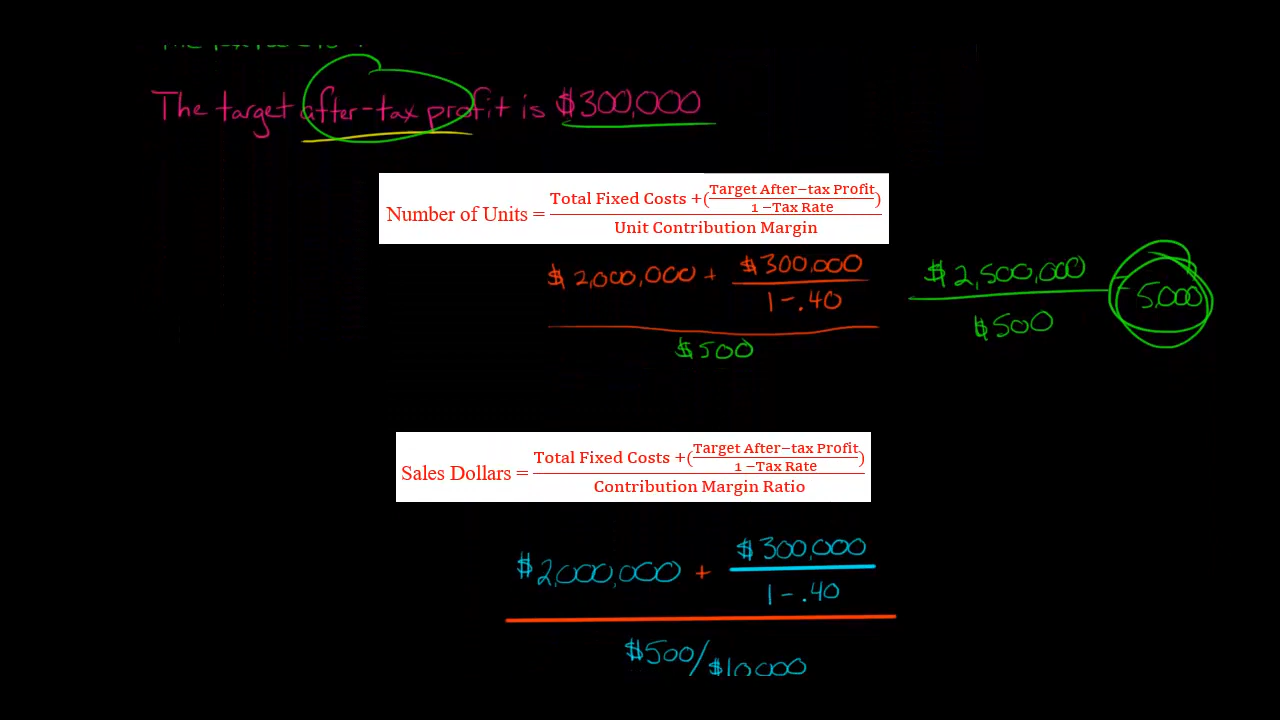 The target after-tax profit is $300,000
Number of Units = Total Fixed Costs +(Target After−tax Profit / 1 −Tax Rate) / Unit Contribution Margin
$2,000,000 + $300,000 / 1 - .40
$500
$2,500,000 / $500 = 5,000
Sales Dollars = Total Fixed Costs +(Target After−tax Profit / 1 −Tax Rate) / Contribution Margin Ratio
$2,000,000 + $300,000 / 1 - .40
$500/$10000